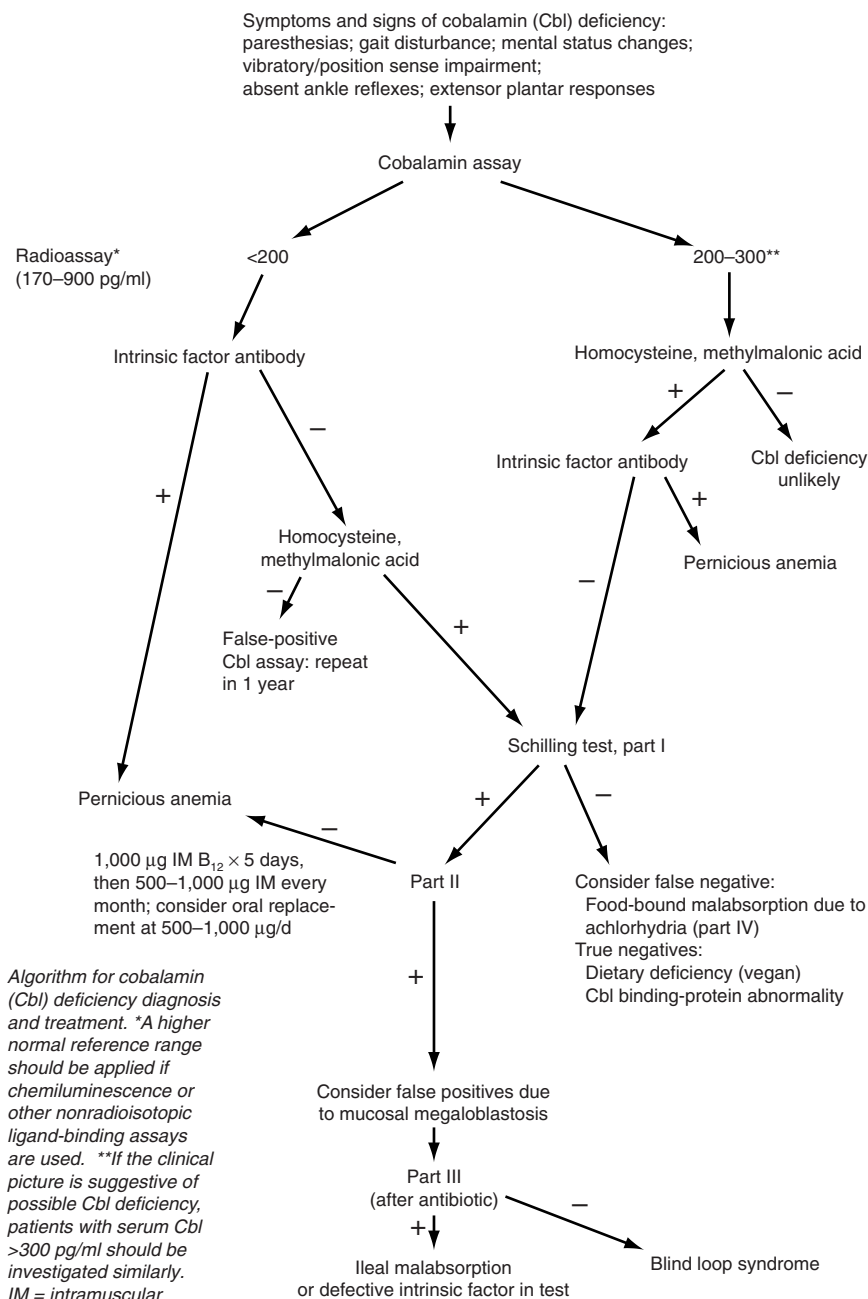 Symptoms and signs of cobalamin (Cbl) deficiency:
paresthesias; gait disturbance; mental status changes;
vibratory/position sense impairment;
absent ankle reflexes; extensor plantar responses
Cobalamin assay
Radioassay*
(170–900 pg/ml)
<200
200–300**
Intrinsic factor antibody
Homocysteine, methylmalonic acid
+
–
–
Intrinsic factor antibody
Cbl deficiency
unlikely
+
+
Homocysteine,
methylmalonic acid
Pernicious anemia
–
–
+
False-positive
Cbl assay: repeat
in 1 year
Schilling test, part I
Pernicious anemia
+
–
–
1,000 µg IM B12 × 5 days,
then 500–1,000 µg IM every
month; consider oral replace-
ment at 500–1,000 µg/d
Part II
Consider false negative:
Food-bound malabsorption due to
achlorhydria (part IV)
True negatives:
Dietary deficiency (vegan)
Cbl binding-protein abnormality
+
Algorithm for cobalamin
(Cbl) deficiency diagnosis
and treatment. *A higher
normal reference range
should be applied if
chemiluminescence or
other nonradioisotopic
ligand-binding assays
are used. **If the clinical
picture is suggestive of
possible Cbl deficiency,
patients with serum Cbl
>300 pg/ml should be
investigated similarly.
IM = intramuscular
Consider false positives due
to mucosal megaloblastosis
Part III
(after antibiotic)
–
+
Ileal malabsorption
or defective intrinsic factor in test
Blind loop syndrome